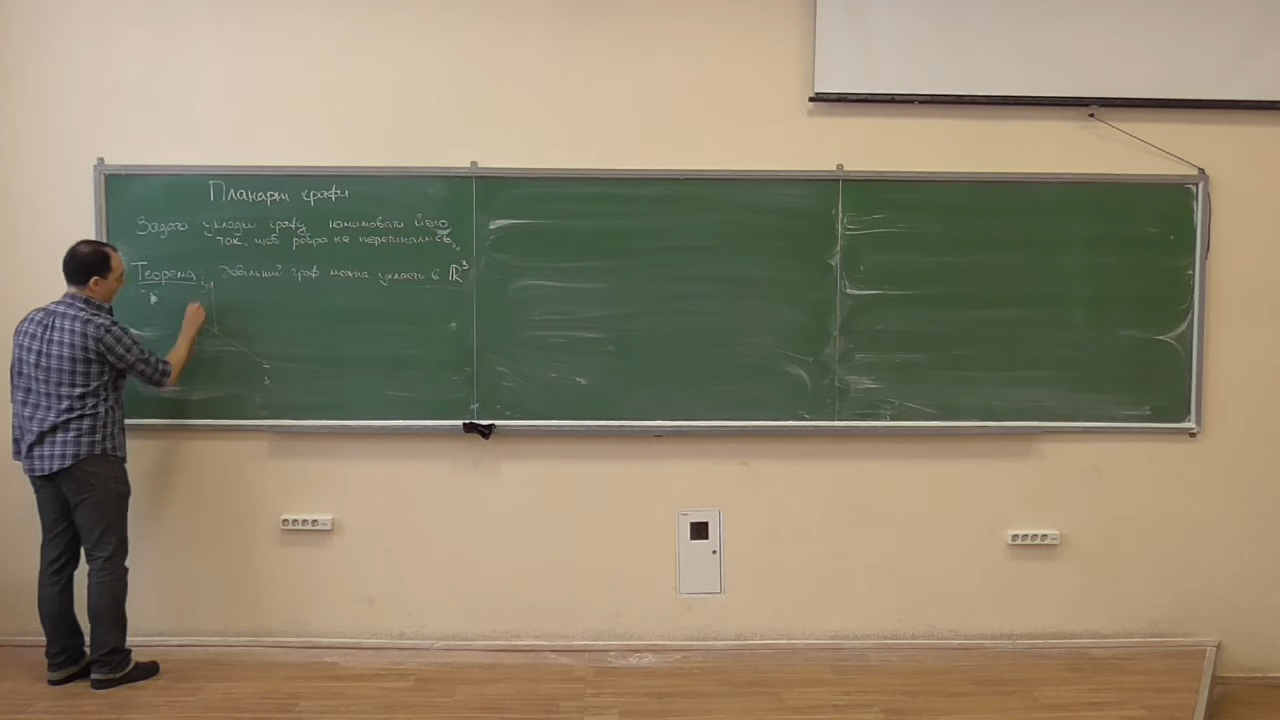 Планарні графи
Задача укладки графу намалювати його
так, щоб ребра не перетинались
Теорема: Довільний граф можна укласти в ℝ³